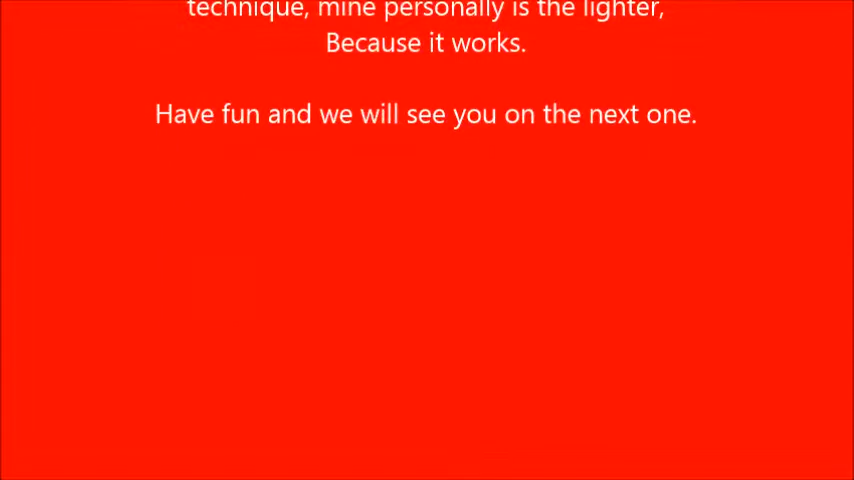 technique, mine personally is the lighter,
Because it works.
Have fun and we will see you on the next one.